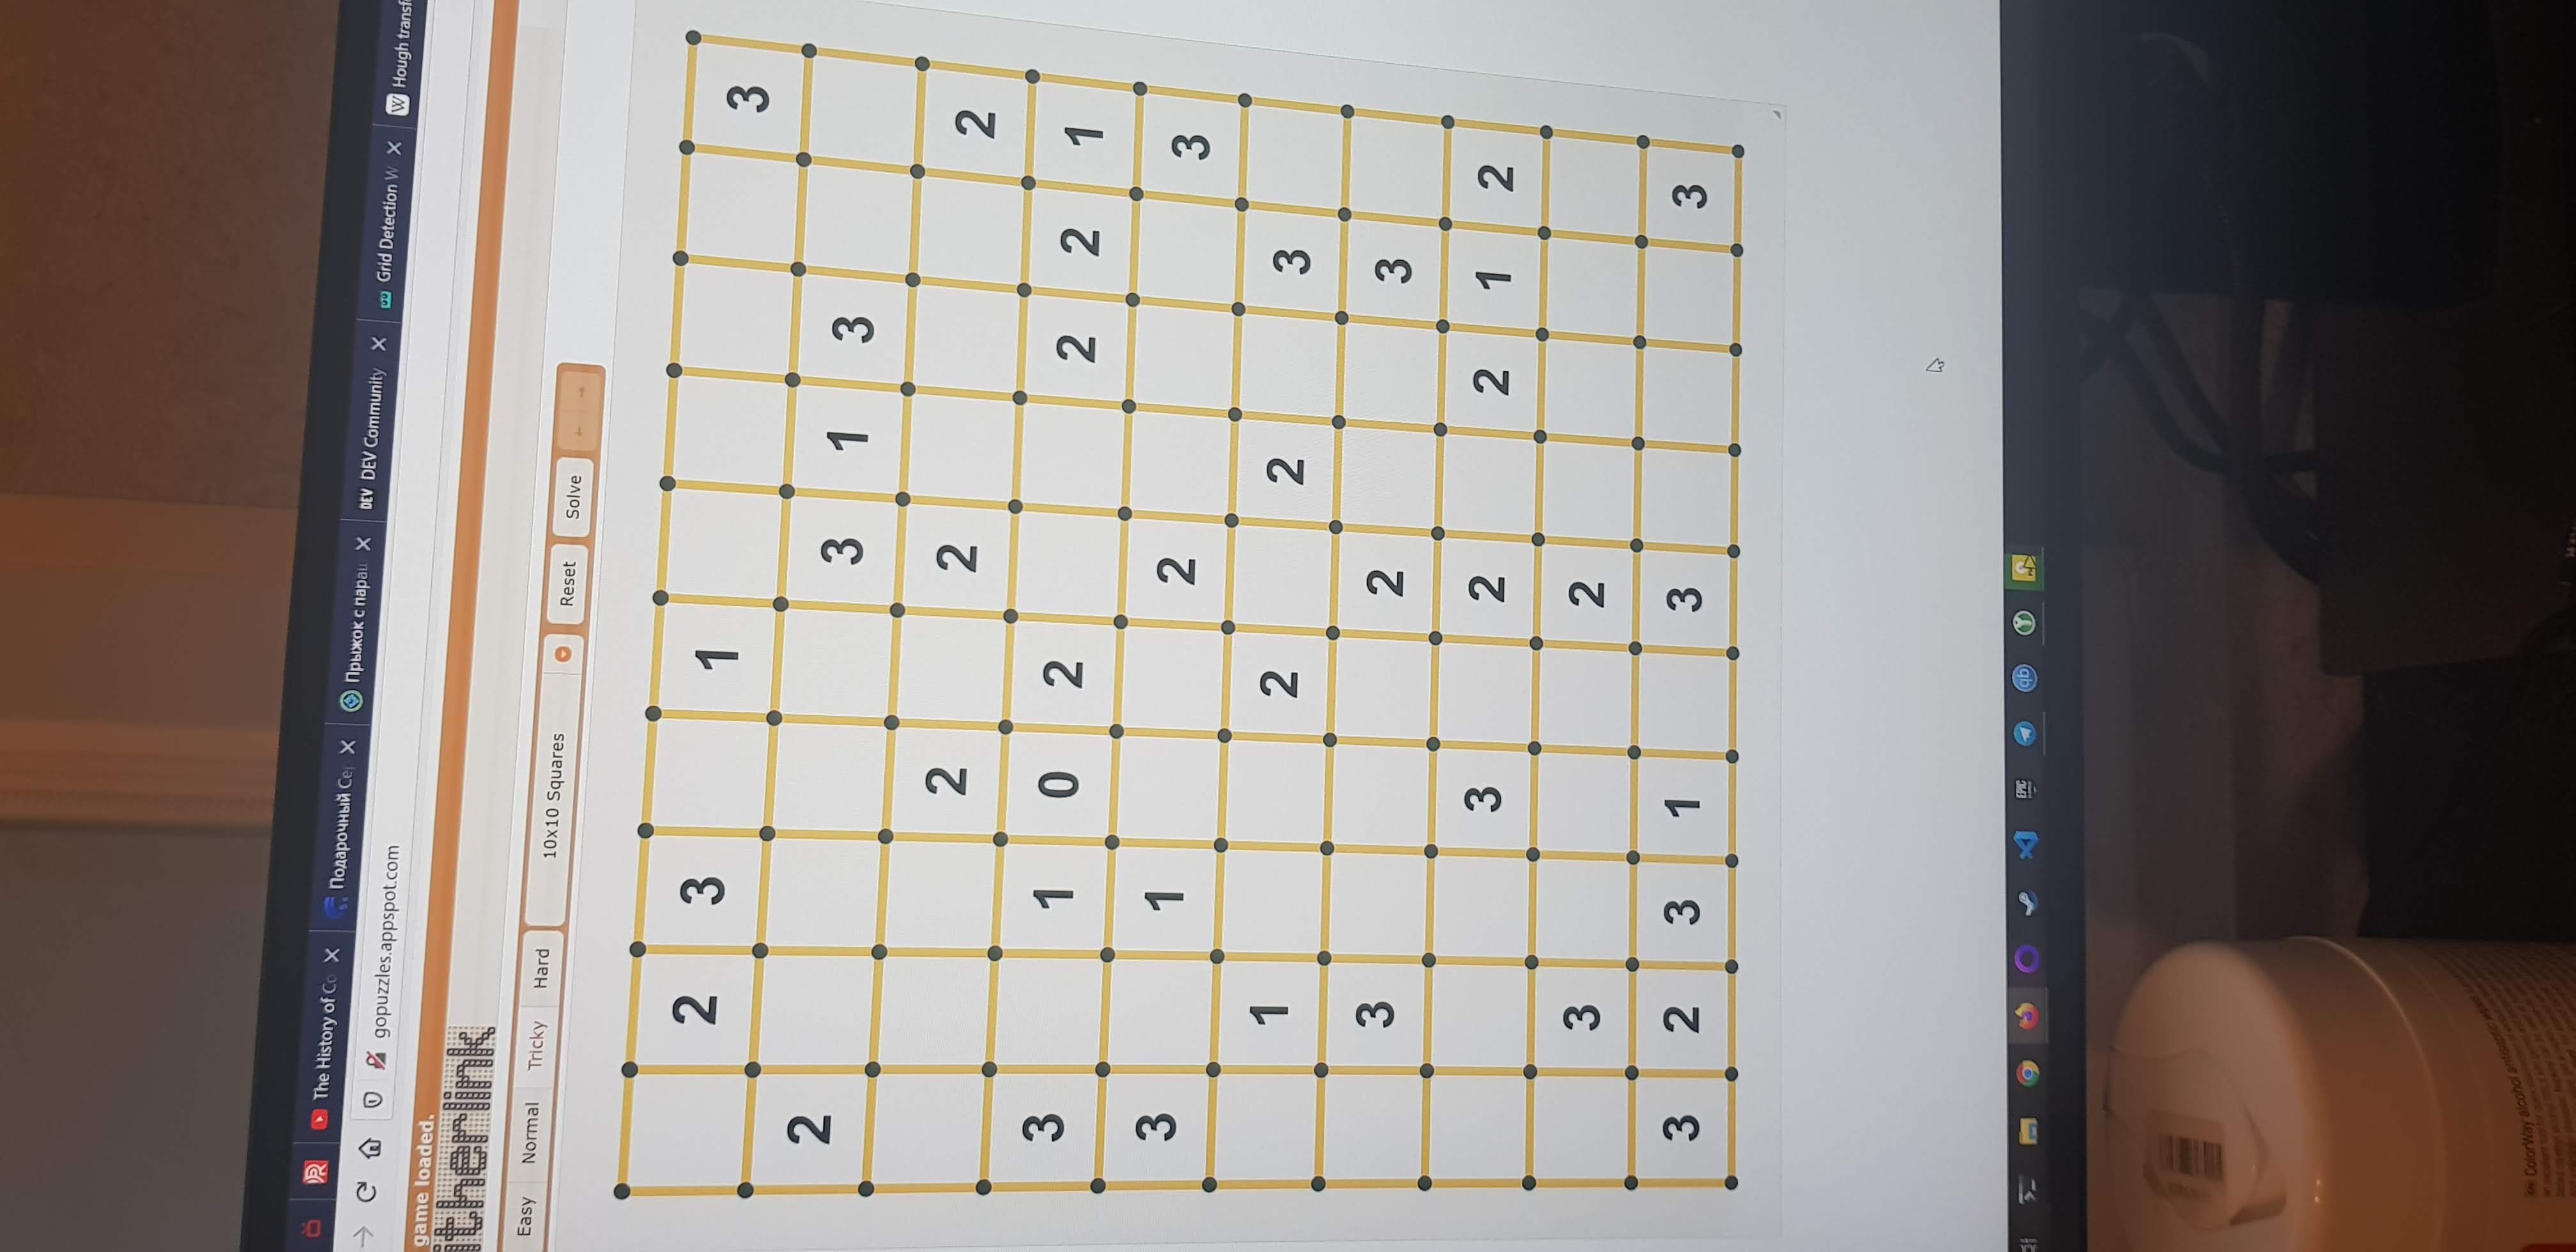 The History of Co
Подарочный Се
Прыжок с пара
DEV DEV Community
Grid Detection W
W Hough transf
gopuzzles.appspot.com
game loaded.
itherlink
Easy Normal Tricky Hard 10x10 Squares Reset Solve
2 3 1 3
2 3 1 3
2 2 2
3 1 0 2 2 2 1
3 1 2 3
1 2 2 3
3 2 3
3 2 2 1 2
3 2
3 2 3 1 3 3
EPIC
qb
ColorWay alcohol antiseptic wipes